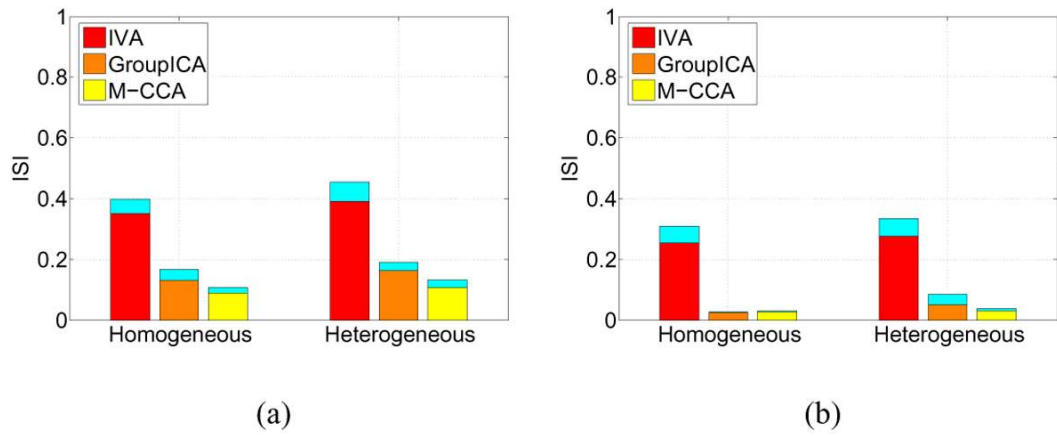 1
0.8
0.6
0.4
0.2
0
ISI
IVA
GroupICA
M−CCA
Homogeneous Heterogeneous
(a)
1
0.8
0.6
0.4
0.2
0
ISI
IVA
GroupICA
M−CCA
Homogeneous Heterogeneous
(b)